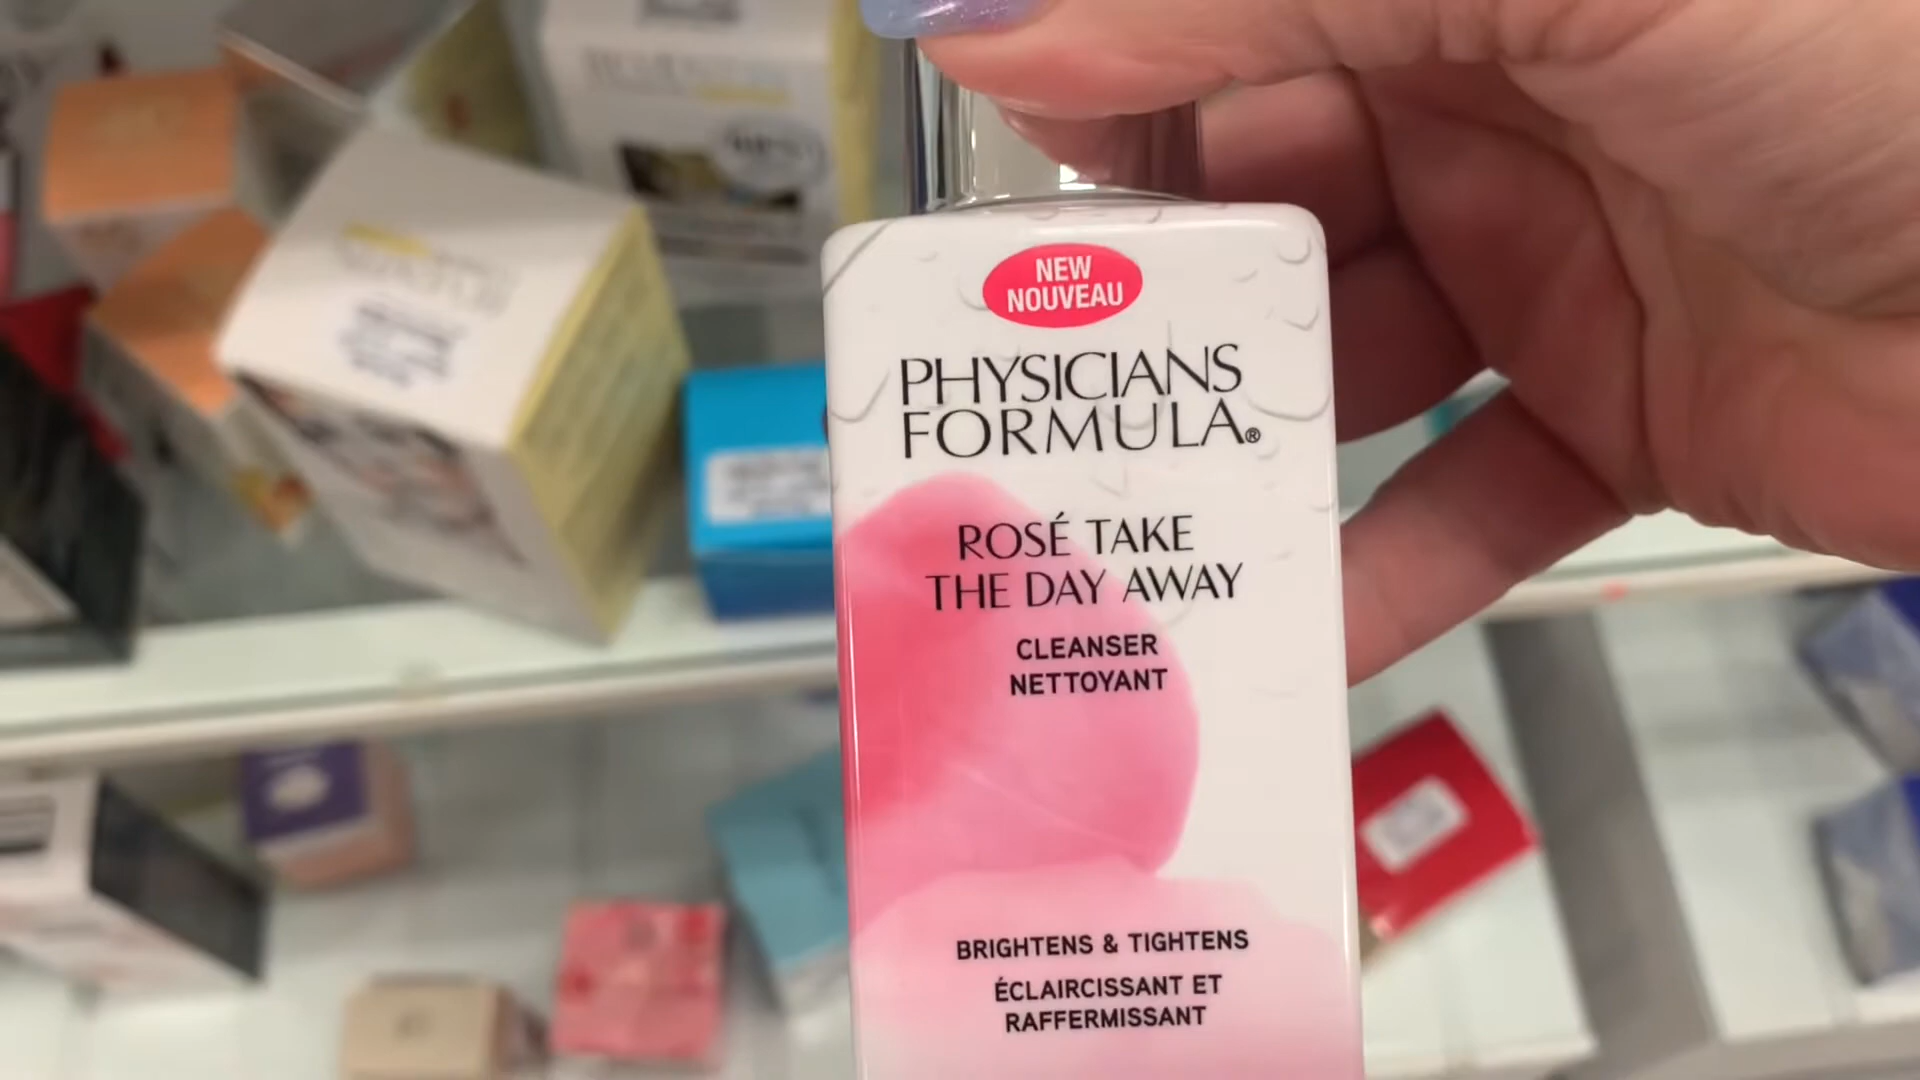 NEW
NOUVEAU
PHYSICIANS
FORMULA®
ROSÉ TAKE
THE DAY AWAY
CLEANSER
NETTOYANT
BRIGHTENS & TIGHTENS
ÉCLAIRCISSANT ET
RAFFERMISSANT